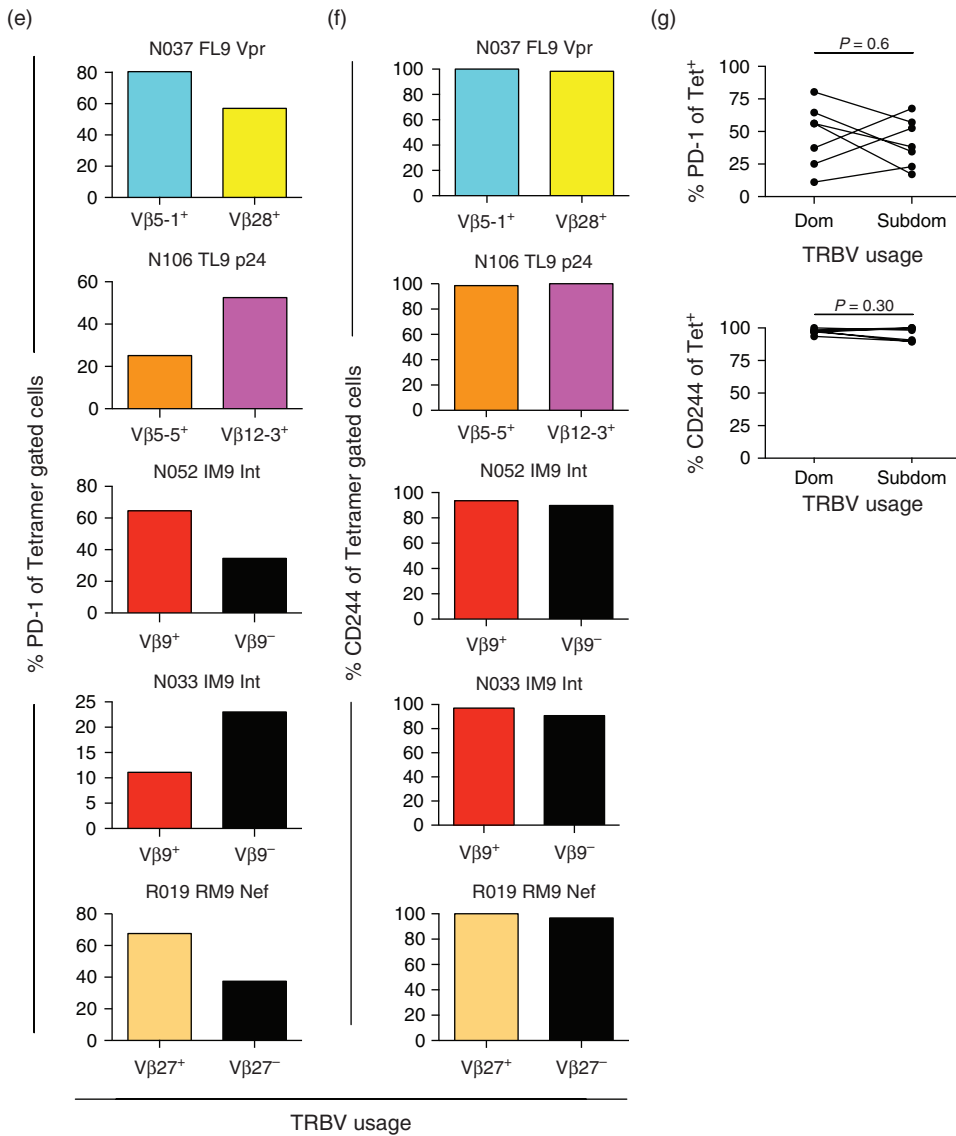 (e)
% PD-1 of Tetramer gated cells
N037 FL9 Vpr
80
60
40
20
0
Vβ5-1⁺ Vβ28⁺
N106 TL9 p24
60
40
20
0
Vβ5-5⁺ Vβ12-3⁺
N052 IM9 Int
80
60
40
20
0
Vβ9⁺ Vβ9⁻
N033 IM9 Int
25
20
15
10
5
0
Vβ9⁺ Vβ9⁻
R019 RM9 Nef
80
60
40
20
0
Vβ27⁺ Vβ27⁻
(f)
% CD244 of Tetramer gated cells
N037 FL9 Vpr
100
80
60
40
20
0
Vβ5-1⁺ Vβ28⁺
N106 TL9 p24
100
80
60
40
20
0
Vβ5-5⁺ Vβ12-3⁺
N052 IM9 Int
100
80
60
40
20
0
Vβ9⁺ Vβ9⁻
N033 IM9 Int
100
80
60
40
20
0
Vβ9⁺ Vβ9⁻
R019 RM9 Nef
100
80
60
40
20
0
Vβ27⁺ Vβ27⁻
TRBV usage
(g)
P = 0.6
% PD-1 of Tet⁺
100
75
50
25
0
Dom Subdom
TRBV usage
P = 0.30
% CD244 of Tet⁺
100
75
50
25
0
Dom Subdom
TRBV usage